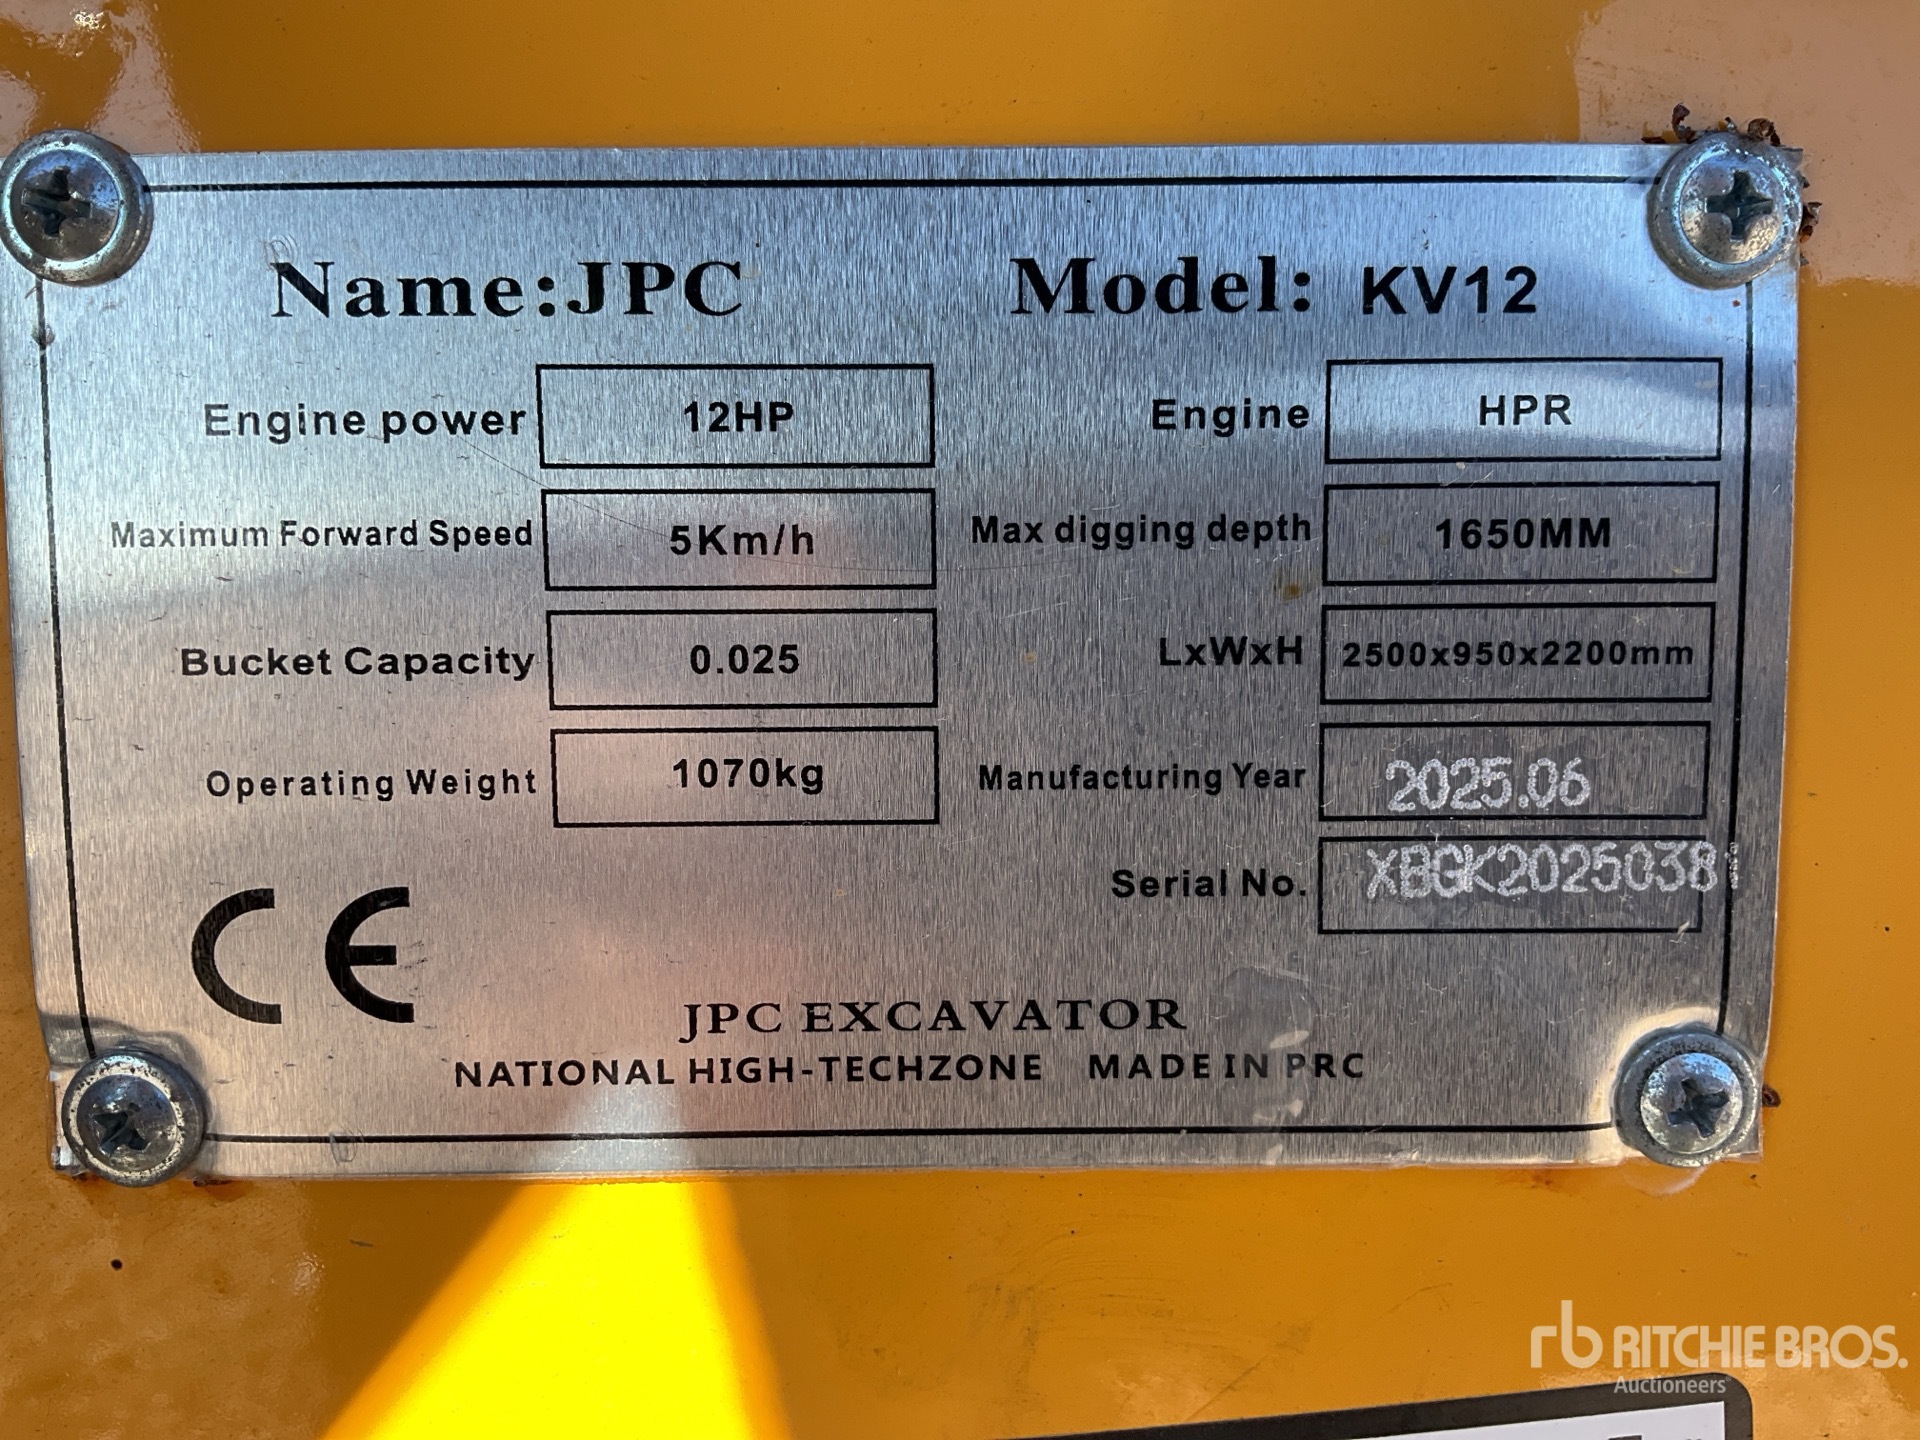 Name:JPC Model: KV12
Engine power 12HP Engine HPR
Maximum Forward Speed 5Km/h Max digging depth 1650MM
Bucket Capacity 0.025 LxWxH 2500x950x2200mm
Operating Weight 1070kg Manufacturing Year 2025.06
Serial No.
CE
JPC EXCAVATOR
NATIONAL HIGH-TECHZONE MADE IN PRC
rb RITCHIE BROS.
Auctioneers